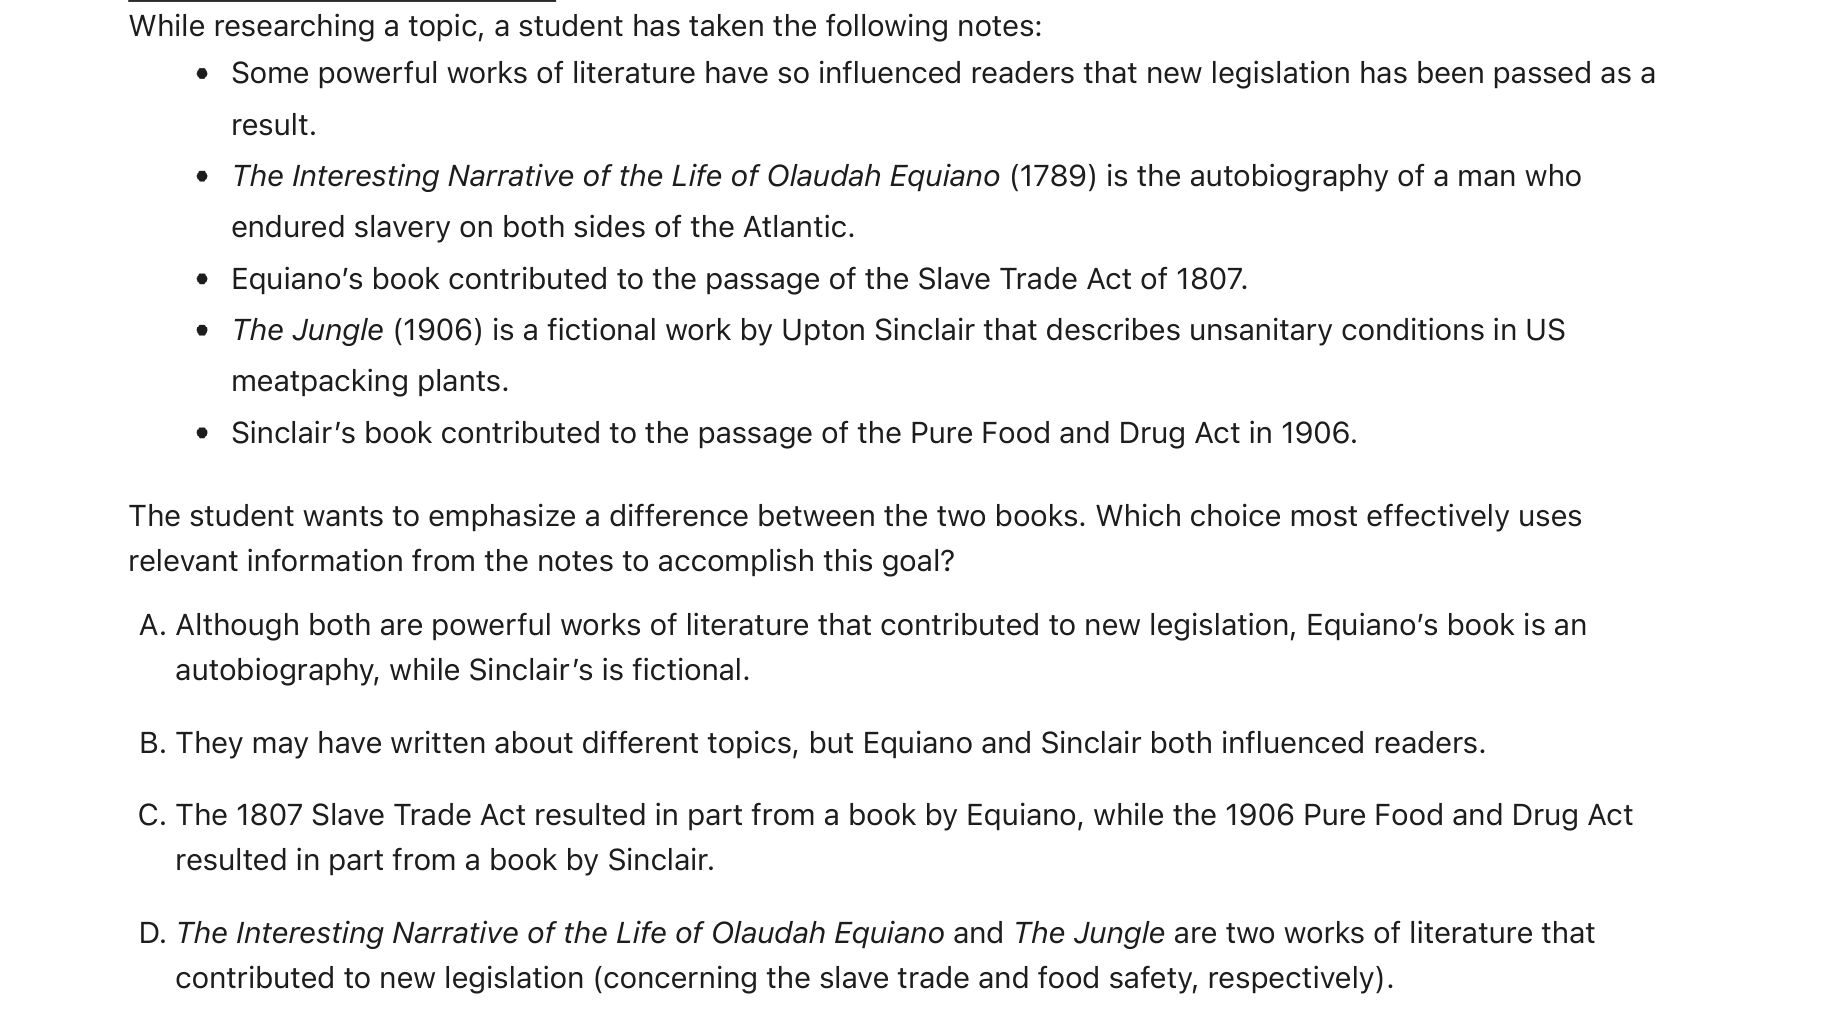 While researching a topic, a student has taken the following notes:
• Some powerful works of literature have so influenced readers that new legislation has been passed as a
result.
• The Interesting Narrative of the Life of Olaudah Equiano (1789) is the autobiography of a man who
endured slavery on both sides of the Atlantic.
• Equiano’s book contributed to the passage of the Slave Trade Act of 1807.
• The Jungle (1906) is a fictional work by Upton Sinclair that describes unsanitary conditions in US
meatpacking plants.
• Sinclair’s book contributed to the passage of the Pure Food and Drug Act in 1906.
The student wants to emphasize a difference between the two books. Which choice most effectively uses
relevant information from the notes to accomplish this goal?
A. Although both are powerful works of literature that contributed to new legislation, Equiano’s book is an
autobiography, while Sinclair’s is fictional.
B. They may have written about different topics, but Equiano and Sinclair both influenced readers.
C. The 1807 Slave Trade Act resulted in part from a book by Equiano, while the 1906 Pure Food and Drug Act
resulted in part from a book by Sinclair.
D. The Interesting Narrative of the Life of Olaudah Equiano and The Jungle are two works of literature that
contributed to new legislation (concerning the slave trade and food safety, respectively).